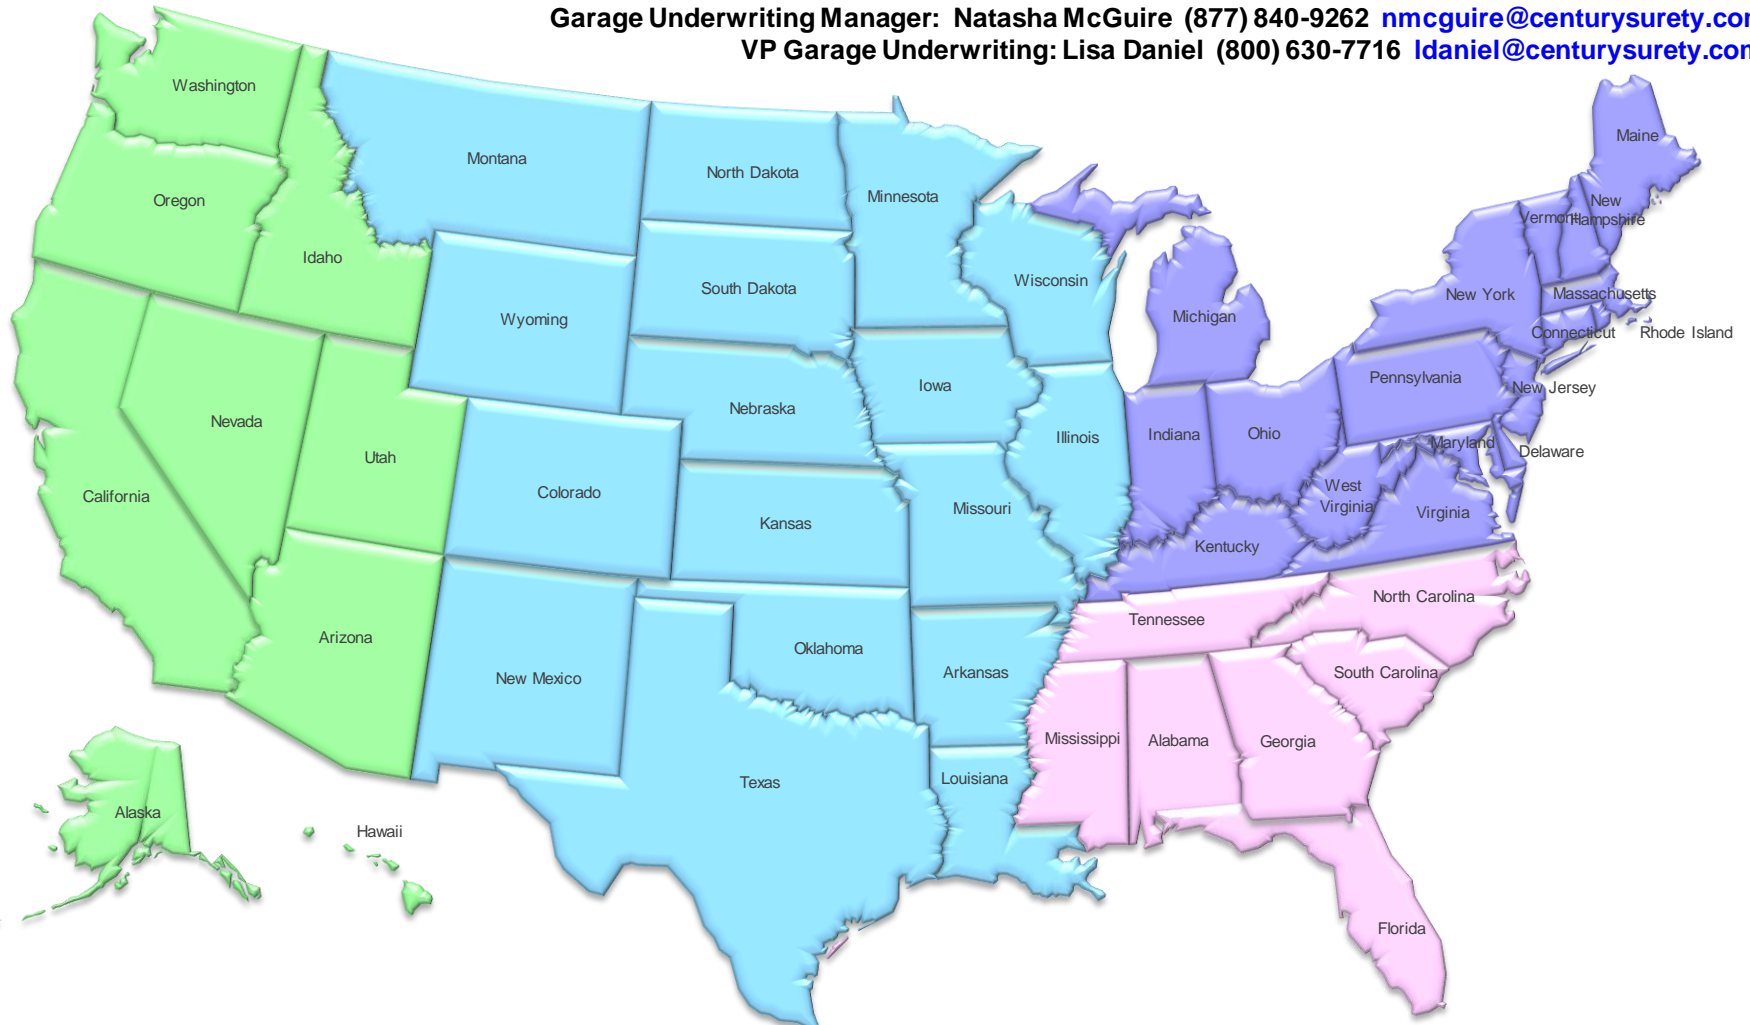 Garage Underwriting Manager: Natasha McGuire (877) 840-9262 nmcguire@centurysurety.com
VP Garage Underwriting: Lisa Daniel (800) 630-7716 ldaniel@centurysurety.com
Washington
Montana
North Dakota
Minnesota
Maine
Oregon
Idaho
Vermont
New
Hampshire
South Dakota
Wisconsin
Wyoming
Michigan
New York
Massachusetts
Connecticut
Rhode Island
Iowa
Pennsylvania
New Jersey
Nebraska
Nevada
Utah
Illinois
Indiana
Ohio
Maryland
Delaware
California
Colorado
Kansas
Missouri
West
Virginia
Virginia
Kentucky
Arizona
Oklahoma
Tennessee
North Carolina
New Mexico
Arkansas
South Carolina
Mississippi
Alabama
Georgia
Texas
Louisiana
Alaska
Hawaii
Florida